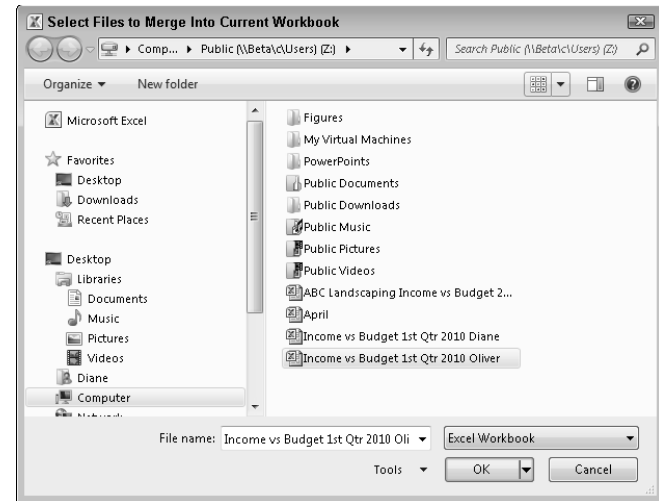 Select Files to Merge Into Current Workbook
Comp... Public (\\Beta\c\Users) (Z:)
Search Public (\\Beta\c\Users) (Z:)
Organize New folder
Microsoft Excel
Favorites
Desktop
Downloads
Recent Places
Desktop
Libraries
Documents
Music
Pictures
Videos
Diane
Computer
Network
Figures
My Virtual Machines
PowerPoints
Public Documents
Public Downloads
Public Music
Public Pictures
Public Videos
ABC Landscaping Income vs Budget 2...
April
Income vs Budget 1st Qtr 2010 Diane
Income vs Budget 1st Qtr 2010 Oliver
File name: Income vs Budget 1st Qtr 2010 Oli
Excel Workbook
Tools OK Cancel